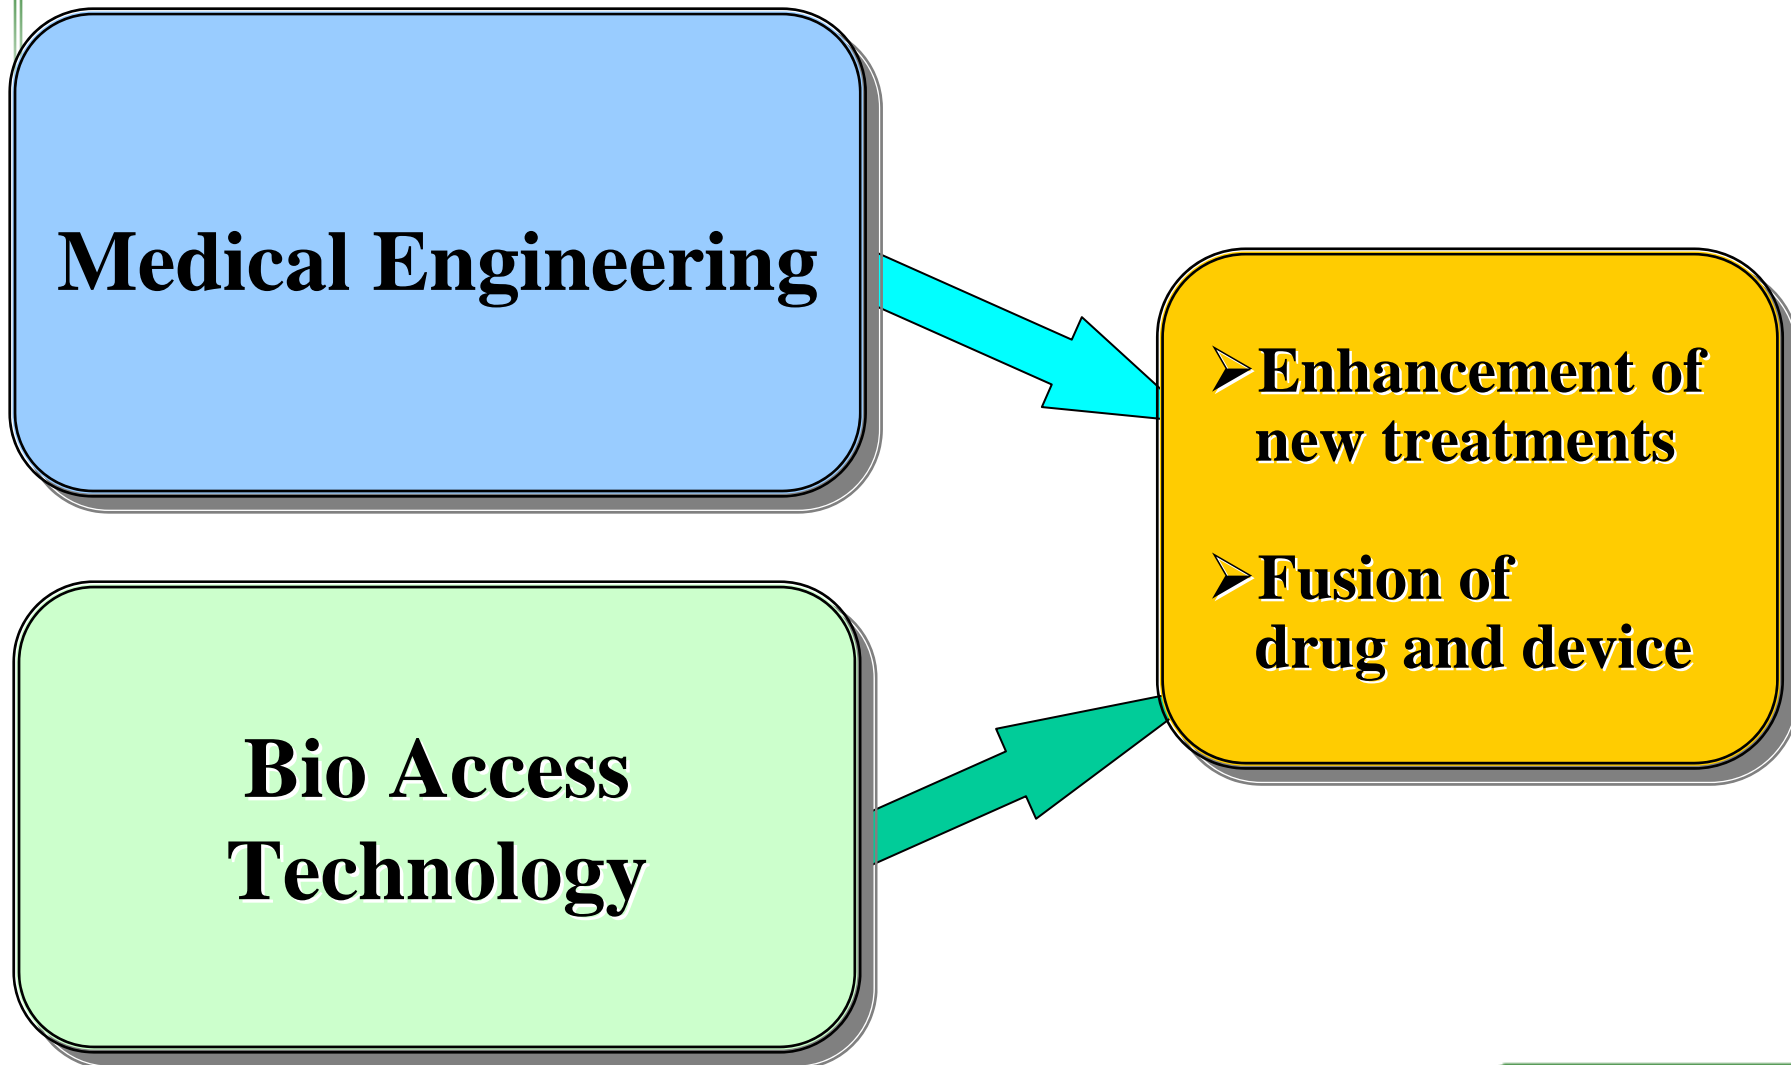 Medical Engineering
➢Enhancement of
new treatments
➢Fusion of
drug and device
Bio Access
Technology